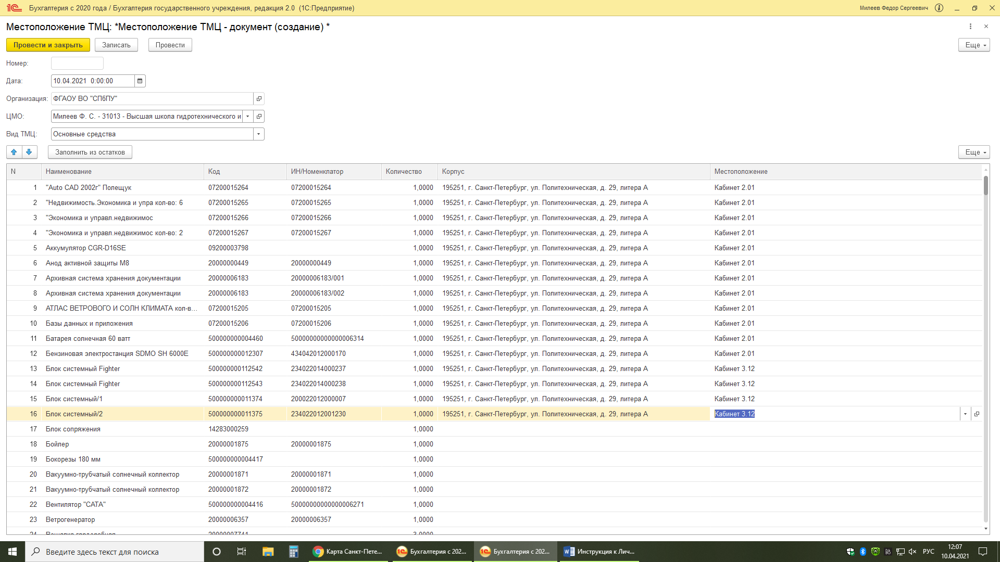 Бухгалтерия с 2020 года / Бухгалтерия государственного учреждения, редакция 2.0 (1С:Предприятие) Милеев Федор Сергеевич
Местоположение ТМЦ: *Местоположение ТМЦ - документ (создание) *
Провести и закрыть Записать Провести Еще
Номер:
Дата: 10.04.2021 0:00:00
Организация: ФГАОУ ВО "СПбПУ"
ЦМО: Милеев Ф. С. - 31013 - Высшая школа гидротехнического и
Вид ТМЦ: Основные средства
Заполнить из остатков Еще
N Наименование Код ИН/Номенклатор Количество Корпус Местоположение
1 "Auto CAD 2002г" Полещук 07200015264 07200015264 1,0000 195251, г. Санкт-Петербург, ул. Политехническая, д. 29, литера А Кабинет 2.01
2 "Недвижимость.Экономика и упра кол-во: 6 07200015265 07200015265 1,0000 195251, г. Санкт-Петербург, ул. Политехническая, д. 29, литера А Кабинет 2.01
3 "Экономика и управл.недвижимос 07200015266 07200015266 1,0000 195251, г. Санкт-Петербург, ул. Политехническая, д. 29, литера А Кабинет 2.01
4 "Экономика и управл.недвижимос кол-во: 2 07200015267 07200015267 1,0000 195251, г. Санкт-Петербург, ул. Политехническая, д. 29, литера А Кабинет 2.01
5 Аккумулятор CGR-D16SE 09200003798 1,0000 195251, г. Санкт-Петербург, ул. Политехническая, д. 29, литера А Кабинет 2.01
6 Анод активной защиты М8 20000000449 20000000449 1,0000 195251, г. Санкт-Петербург, ул. Политехническая, д. 29, литера А Кабинет 2.01
7 Архивная система хранения документации 20000006183 20000006183/001 1,0000 195251, г. Санкт-Петербург, ул. Политехническая, д. 29, литера А Кабинет 2.01
8 Архивная система хранения документации 20000006183 20000006183/002 1,0000 195251, г. Санкт-Петербург, ул. Политехническая, д. 29, литера А Кабинет 2.01
9 АТЛАС ВЕТРОВОГО И СОЛН КЛИМАТА кол-в... 07200015205 07200015205 1,0000 195251, г. Санкт-Петербург, ул. Политехническая, д. 29, литера А Кабинет 2.01
10 Базы данных и приложения 07200015206 07200015206 1,0000 195251, г. Санкт-Петербург, ул. Политехническая, д. 29, литера А Кабинет 2.01
11 Батарея солнечная 60 ватт 500000000004460 50000000000000006314 1,0000 195251, г. Санкт-Петербург, ул. Политехническая, д. 29, литера А Кабинет 2.01
12 Бензиновая электростанция SDMO SH 6000E 500000000012307 434042012000170 1,0000 195251, г. Санкт-Петербург, ул. Политехническая, д. 29, литера А Кабинет 2.01
13 Блок системный Fighter 500000000112542 234022014000237 1,0000 195251, г. Санкт-Петербург, ул. Политехническая, д. 29, литера А Кабинет 3.12
14 Блок системный Fighter 500000000112543 234022014000238 1,0000 195251, г. Санкт-Петербург, ул. Политехническая, д. 29, литера А Кабинет 3.12
15 Блок системный/1 500000000011374 200022012000007 1,0000 195251, г. Санкт-Петербург, ул. Политехническая, д. 29, литера А Кабинет 3.12
16 Блок системный/2 500000000011375 234022012001230 1,0000 195251, г. Санкт-Петербург, ул. Политехническая, д. 29, литера А Кабинет 3.12
17 Блок сопряжения 14283000259 1,0000
18 Бойлер 20000001875 20000001875 1,0000
19 Бокорезы 180 мм 500000000004417 1,0000
20 Вакуумно-трубчатый солнечный коллектор 20000001871 20000001871 1,0000
21 Вакуумно-трубчатый солнечный коллектор 20000001872 20000001872 1,0000
22 Вентилятор "САТА" 500000000004416 50000000000000006271 1,0000
23 Ветрогенератор 20000006357 20000006357 1,0000
24 Вешалка гардеробная 20000007741 3,0000
Введите здесь текст для поиска Карта Санкт-Пете... Бухгалтерия с 202... Бухгалтерия с 202... Инструкция к Лич... РУС 12:07
10.04.2021